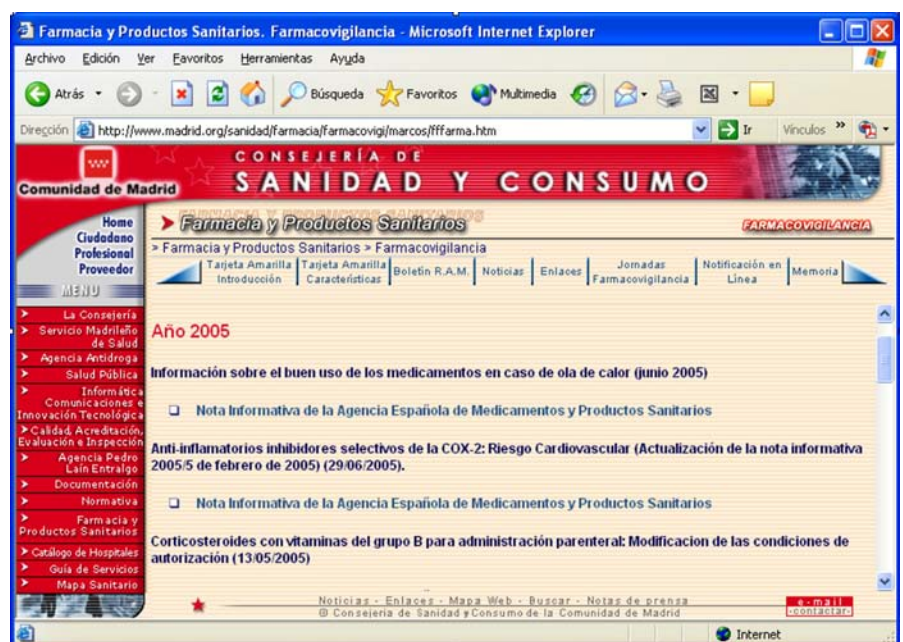 Farmacia y Productos Sanitarios. Farmacovigilancia - Microsoft Internet Explorer
Archivo Edición Ver Favoritos Herramientas Ayuda
Atrás Búsqueda Favoritos Multimedia
Dirección http://www.madrid.org/sanidad/farmacia/farmacovigi/marcos/fffarma.htm Ir Vínculos »
Comunidad de Madrid
CONSEJERÍA DE
SANIDAD Y CONSUMO
Home
Ciudadano
Profesional
Proveedor
MENU
La Consejería
Servicio Madrileño
de Salud
Agencia Antidroga
Salud Pública
Informática
Comunicaciones e
Innovación Tecnológica
Calidad, Acreditación,
Evaluación e Inspección
Agencia Pedro
Laín Entralgo
Documentación
Normativa
Farmacia y
Productos Sanitarios
Catálogo de Hospitales
Guía de Servicios
Mapa Sanitario
FARMACIA Y PRODUCTOS SANITARIOS
Farmacia y Productos Sanitarios
FARMACOVIGILANCIA
> Farmacia y Productos Sanitarios > Farmacovigilancia
Tarjeta Amarilla
Introducción
Tarjeta Amarilla
Características
Boletín R.A.M.
Noticias
Enlaces
Jornadas
Farmacovigilancia
Notificación en
Línea
Memoria
Año 2005
Información sobre el buen uso de los medicamentos en caso de ola de calor (junio 2005)
Nota Informativa de la Agencia Española de Medicamentos y Productos Sanitarios
Anti-inflamatorios inhibidores selectivos de la COX-2: Riesgo Cardiovascular (Actualización de la nota informativa
2005/5 de febrero de 2005) (29/06/2005).
Nota Informativa de la Agencia Española de Medicamentos y Productos Sanitarios
Corticosteroides con vitaminas del grupo B para administración parenteral: Modificacion de las condiciones de
autorización (13/05/2005)
Noticias - Enlaces - Mapa Web - Buscar - Notas de prensa
@ Consejería de Sanidad y Consumo de la Comunidad de Madrid
e-mail
-contactar-
Internet